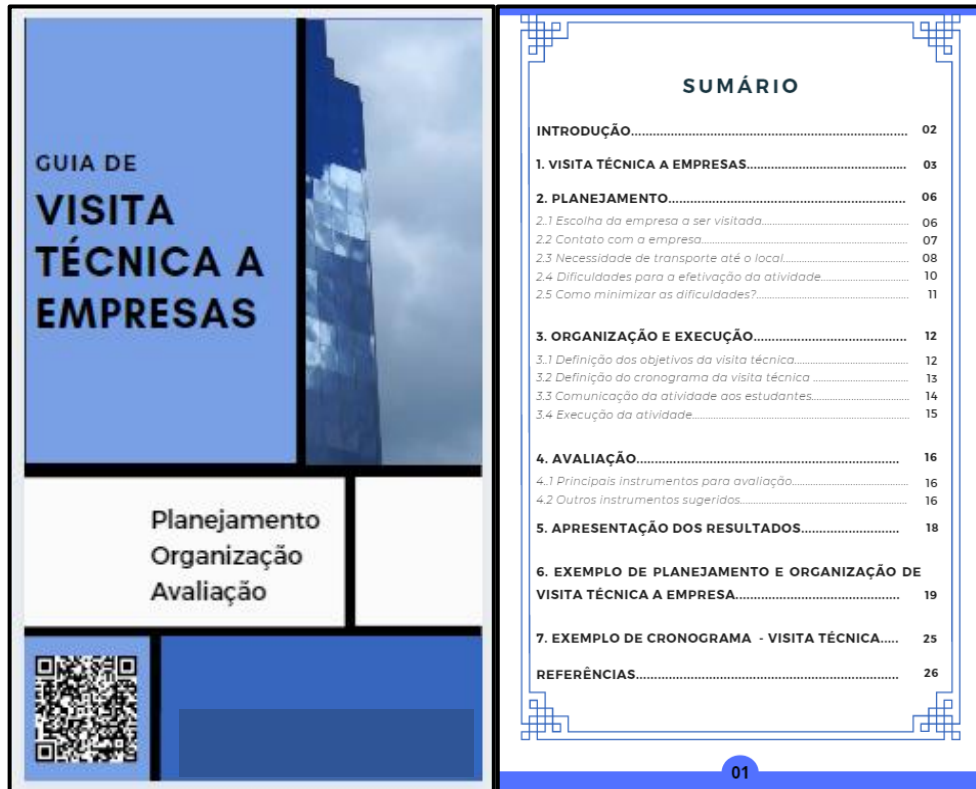 GUIA DE
VISITA
TÉCNICA A
EMPRESAS
Planejamento
Organização
Avaliação
SUMÁRIO
INTRODUÇÃO.................................................................................. 02
1. VISITA TÉCNICA A EMPRESAS............................................... 03
2. PLANEJAMENTO...................................................................... 06
2..1 Escolha da empresa a ser visitada........................................... 06
2.2 Contato com a empresa............................................................ 07
2.3 Necessidade de transporte até o local..................................... 08
2.4 Dificuldades para a efetivação da atividade.......................... 10
2.5 Como minimizar as dificuldades?............................................ 11
3. ORGANIZAÇÃO E EXECUÇÃO............................................. 12
3..1 Definição dos objetivos da visita técnica.................................. 12
3.2 Definição do cronograma da visita técnica ............................ 13
3.3 Comunicação da atividade aos estudantes............................. 14
3.4 Execução da atividade............................................................... 15
4. AVALIAÇÃO.............................................................................. 16
4..1 Principais instrumentos para avaliação.................................. 16
4.2 Outros instrumentos sugeridos................................................. 16
5. APRESENTAÇÃO DOS RESULTADOS............................. 18
6. EXEMPLO DE PLANEJAMENTO E ORGANIZAÇÃO DE
VISITA TÉCNICA A EMPRESA................................................. 19
7. EXEMPLO DE CRONOGRAMA - VISITA TÉCNICA..... 25
REFERÊNCIAS.............................................................................. 26
01